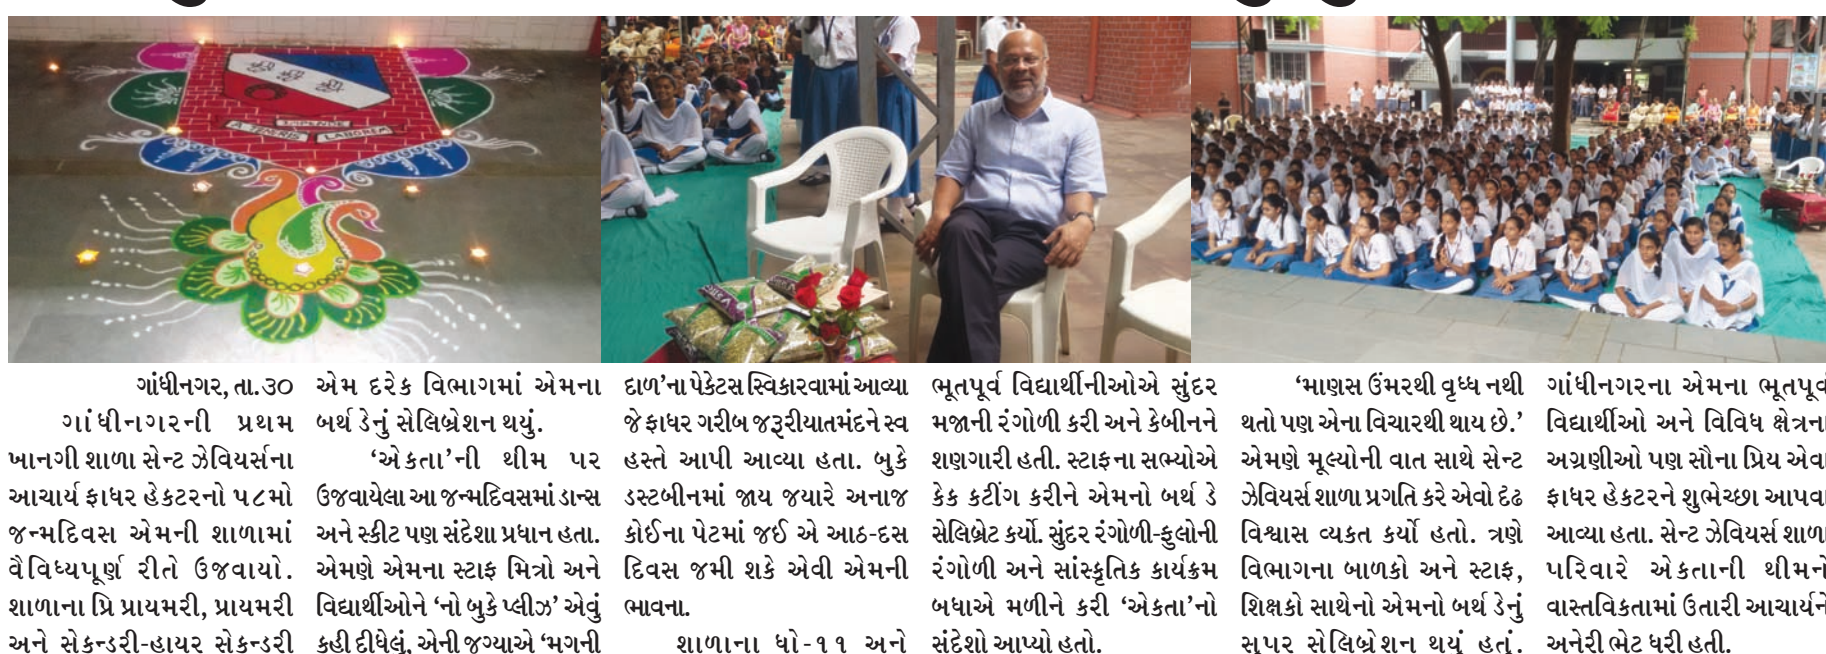 IMPENDE
A TENERIS LABOREM
ગાંધીનગર, તા.૩૦
ગાંધીનગરની પ્રથમ
ખાનગી શાળા સેન્ટ ઝેવિયર્સના
આચાર્ય ફાધર હેક્ટરનો ૫૮મો
જન્મદિવસ એમની શાળામાં
વૈવિધ્યપૂર્ણ રીતે ઉજવાયો.
શાળાના પ્રિ પ્રાયમરી, પ્રાયમરી
અને સેકન્ડરી-હાયર સેકન્ડરી
એમ દરેક વિભાગમાં એમના
બર્થ ડેનું સેલિબ્રેશન થયું.
‘એકતા’ની થીમ પર
ઉજવાયેલા આ જન્મદિવસમાં ડાન્સ
અને સ્કીટ પણ સંદેશા પ્રધાન હતા.
એમણે એમના સ્ટાફ મિત્રો અને
વિદ્યાર્થીઓને ‘નો બુકે પ્લીઝ’ એવું
કહી દીધેલું, એની જગ્યાએ ‘મગની
દાળ’ના પેકેટસ સ્વિકારવામાં આવ્યા
જે ફાધર ગરીબ જરૂરીયાતમંદને સ્વ
હસ્તે આપી આવ્યા હતા. બુકે
ડસ્ટબીનમાં જાય જયારે અનાજ
કોઈના પેટમાં જઈ એ આઠ-દસ
દિવસ જમી શકે એવી એમની
ભાવના.
શાળાના ધો-૧૧ અને
ભૂતપૂર્વ વિદ્યાર્થીનીઓએ સુંદર
મજાની રંગોળી કરી અને કેબીનને
શણગારી હતી. સ્ટાફના સભ્યોએ
કેક કટીંગ કરીને એમનો બર્થ ડે
સેલિબ્રેટ કર્યો. સુંદર રંગોળી-ફુલોની
રંગોળી અને સાંસ્કૃતિક કાર્યક્રમ
બધાએ મળીને કરી ‘એકતા’નો
સંદેશો આપ્યો હતો.
‘માણસ ઉંમરથી વૃધ્ધ નથી
થતો પણ એના વિચારથી થાય છે.’
એમણે મૂલ્યોની વાત સાથે સેન્ટ
ઝેવિયર્સ શાળા પ્રગતિ કરે એવો દૃઢ
વિશ્વાસ વ્યકત કર્યો હતો. ત્રણે
વિભાગના બાળકો અને સ્ટાફ,
શિક્ષકો સાથેનો એમનો બર્થ ડેનું
સુપર સેલિબ્રેશન થયું હતું.
ગાંધીનગરના એમના ભૂતપૂર્વ
વિદ્યાર્થીઓ અને વિવિધ ક્ષેત્રના
અગ્રણીઓ પણ સૌના પ્રિય એવા
ફાધર હેક્ટરને શુભેચ્છા આપવા
આવ્યા હતા. સેન્ટ ઝેવિયર્સ શાળા
પરિવારે એકતાની થીમને
વાસ્તવિકતામાં ઉતારી આચાર્યને
અનેરી ભેટ ધરી હતી.